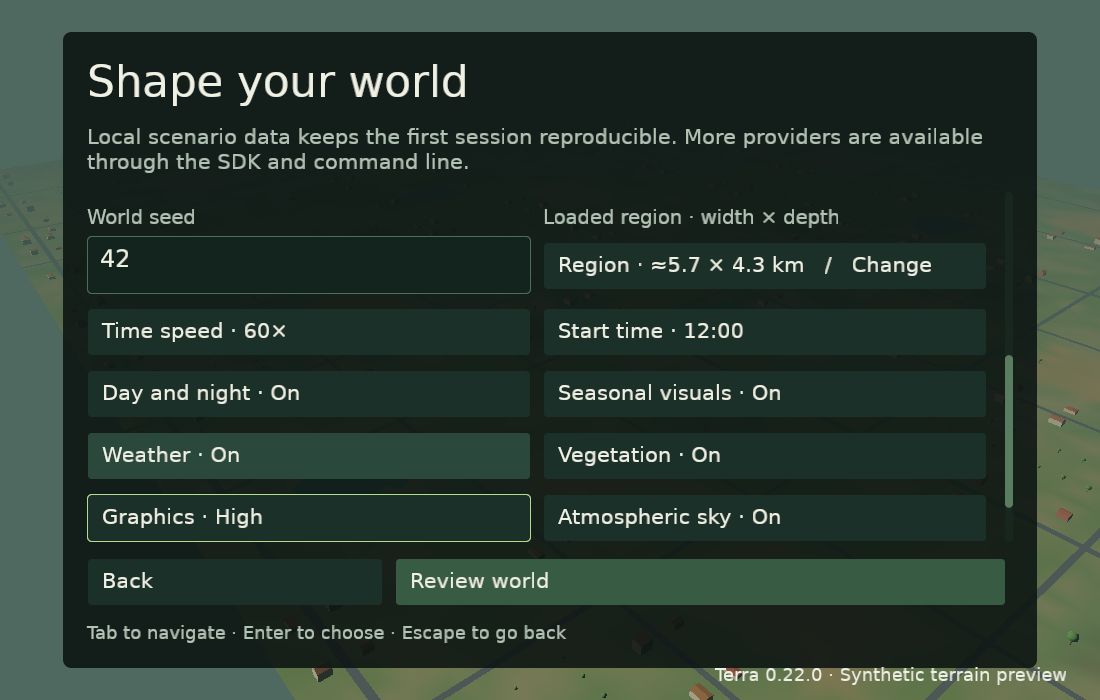 Shape your world
Local scenario data keeps the first session reproducible. More providers are available
through the SDK and command line.
World seed
Loaded region · width × depth
42
Region · ≈5.7 × 4.3 km / Change
Time speed · 60×
Start time · 12:00
Day and night · On
Seasonal visuals · On
Weather · On
Vegetation · On
Graphics · High
Atmospheric sky · On
Back
Review world
Tab to navigate · Enter to choose · Escape to go back
Terra 0.22.0 · Synthetic terrain preview